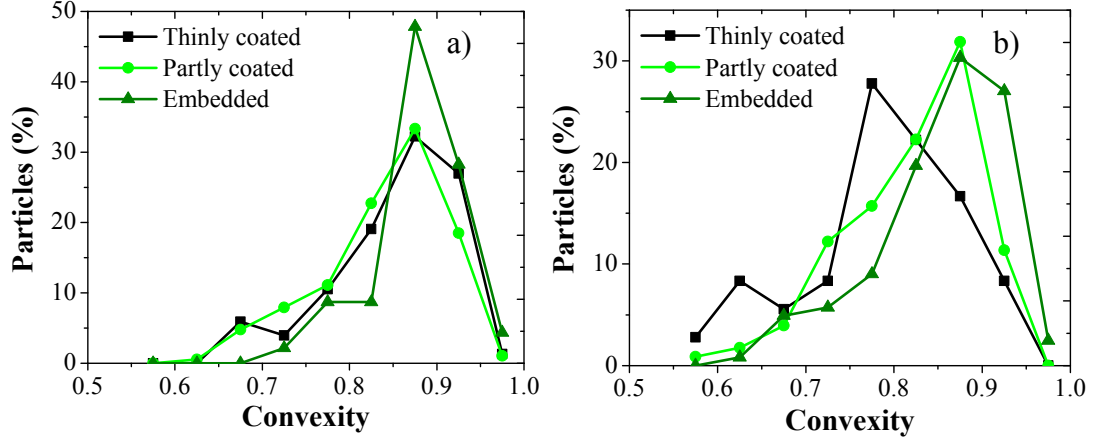 a)
Thinly coated
Partly coated
Embedded
50
40
30
20
10
0
Particles (%)
0.5 0.6 0.7 0.8 0.9 1.0
Convexity
b)
Thinly coated
Partly coated
Embedded
30
20
10
0
Particles (%)
0.5 0.6 0.7 0.8 0.9 1.0
Convexity